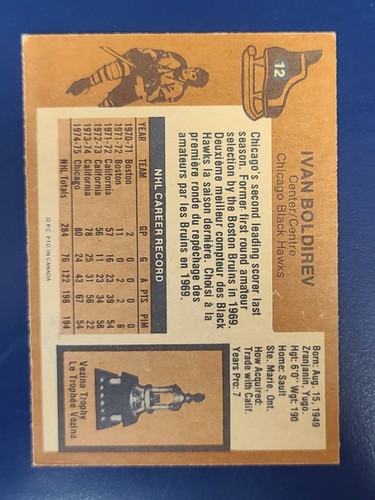 12
IVAN BOLDIREV
Center/Centre
Chicago Black Hawks
Born: Aug. 15, 1949
Zranjanin, Yugo.
Hgt: 6'0" Wgt: 190
Home: Sault
Ste. Marie, Ont.
How Acquired:
Trade with Calif.
Years Pro: 7
Chicago's second leading scorer last
season. Former first round amateur
selection by the Boston Bruins in 1969.
Deuxième meilleur compteur des Black
Hawks la saison dernière. Choisi à la
première ronde du repêchage des
amateurs par les Bruins en 1969.
NHL CAREER RECORD
YEAR TEAM GP G A PTS PIM
1970-71 Boston 2 0 0 0 0
1971-72 Boston 11 0 2 2 6
1971-72 California 57 16 23 39 54
1972-73 California 56 11 23 34 58
1973-74 California 78 25 31 56 22
1974-75 Chicago 80 24 43 67 54
NHL Totals 284 76 122 198 194
Vezina Trophy
Le Trophée Vezina
O.P.C. PTD. IN CANADA